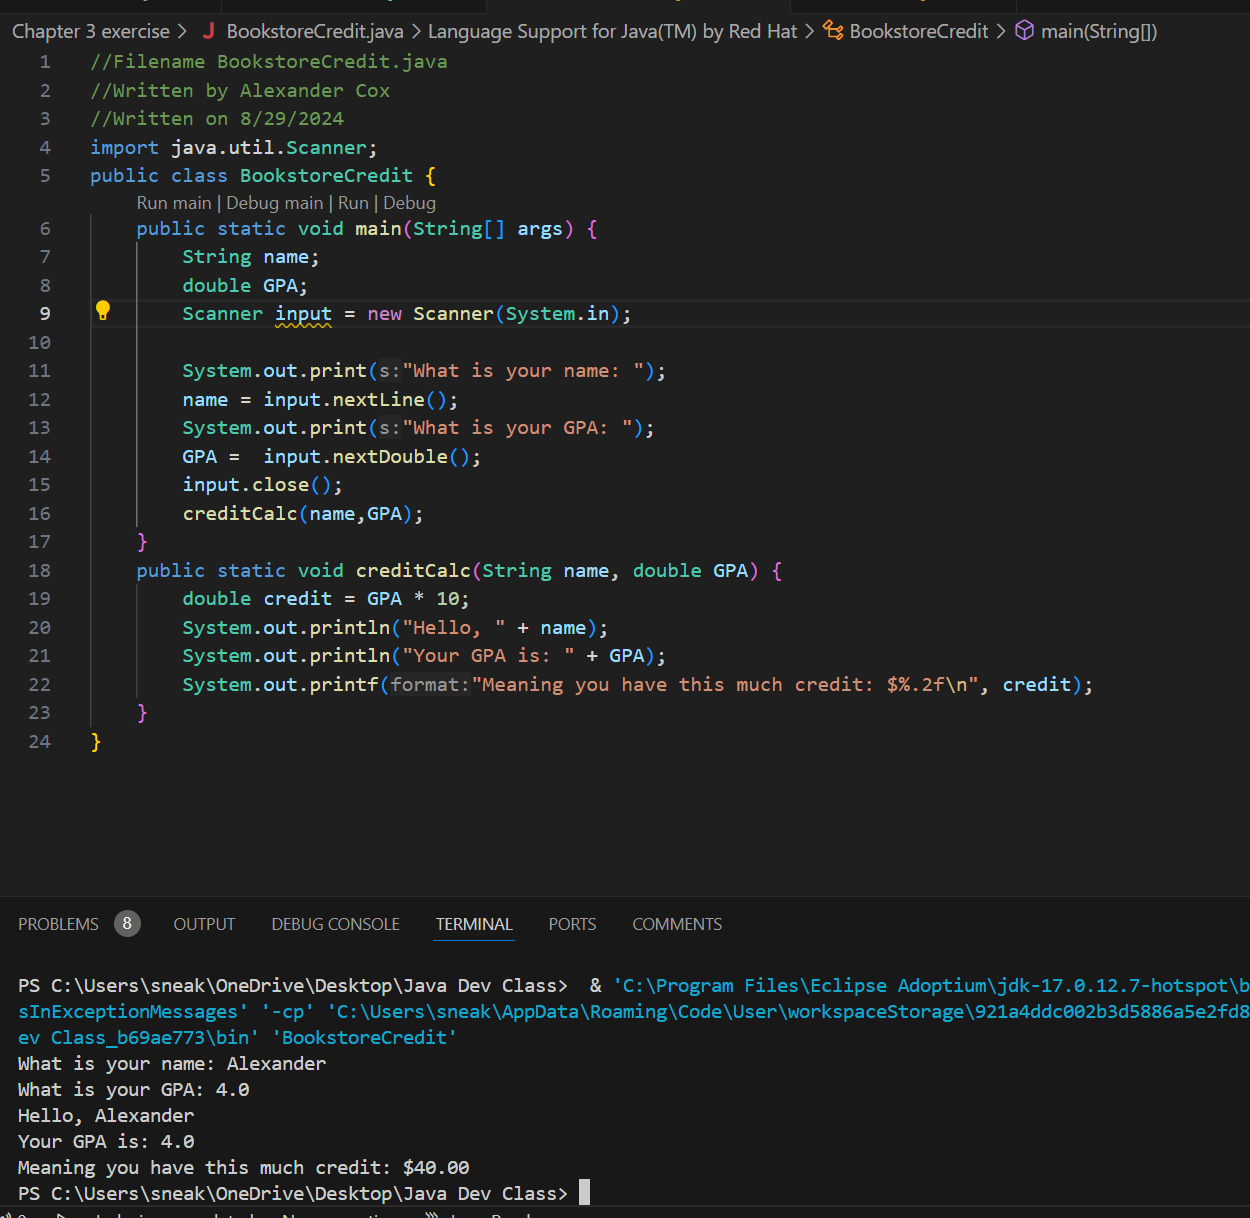 Chapter 3 exercise > J BookstoreCredit.java > Language Support for Java(TM) by Red Hat > BookstoreCredit > main(String[])
1 //Filename BookstoreCredit.java
2 //Written by Alexander Cox
3 //Written on 8/29/2024
4 import java.util.Scanner;
5 public class BookstoreCredit {
Run main | Debug main | Run | Debug
6 public static void main(String[] args) {
7 String name;
8 double GPA;
9 Scanner input = new Scanner(System.in);
10
11 System.out.print(s:"What is your name: ");
12 name = input.nextLine();
13 System.out.print(s:"What is your GPA: ");
14 GPA =  input.nextDouble();
15 input.close();
16 creditCalc(name,GPA);
17 }
18 public static void creditCalc(String name, double GPA) {
19 double credit = GPA * 10;
20 System.out.println("Hello, " + name);
21 System.out.println("Your GPA is: " + GPA);
22 System.out.printf(format:"Meaning you have this much credit: $%.2f\n", credit);
23 }
24 }
PROBLEMS 8 OUTPUT DEBUG CONSOLE TERMINAL PORTS COMMENTS
PS C:\Users\sneak\OneDrive\Desktop\Java Dev Class>  & 'C:\Program Files\Eclipse Adoptium\jdk-17.0.12.7-hotspot\b
sInExceptionMessages' '-cp' 'C:\Users\sneak\AppData\Roaming\Code\User\workspaceStorage\921a4ddc002b3d5886a5e2fd8
ev Class_b69ae773\bin' 'BookstoreCredit'
What is your name: Alexander
What is your GPA: 4.0
Hello, Alexander
Your GPA is: 4.0
Meaning you have this much credit: $40.00
PS C:\Users\sneak\OneDrive\Desktop\Java Dev Class>